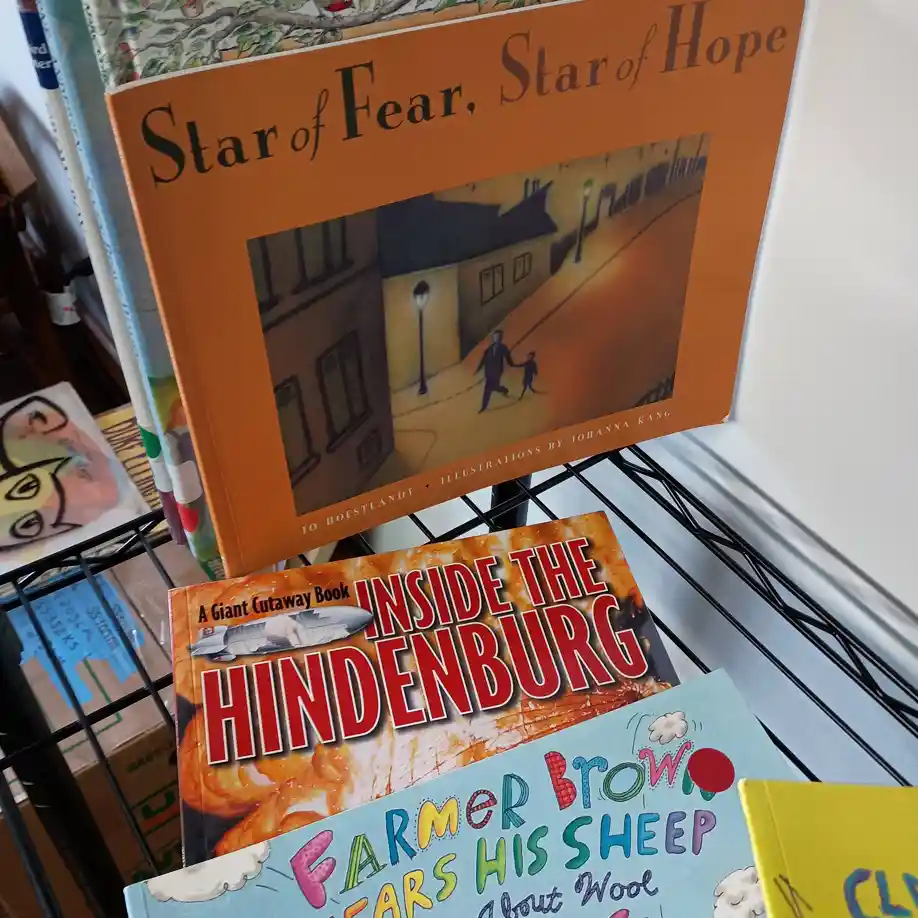 Star of Fear, Star of Hope
JO HOESTLANDT • ILLUSTRATIONS BY JOHANNA KANG
A Giant Cutaway Book
INSIDE THE
HINDENBURG
FARMER BROWN
EARS HIS SHEEP
About Wool